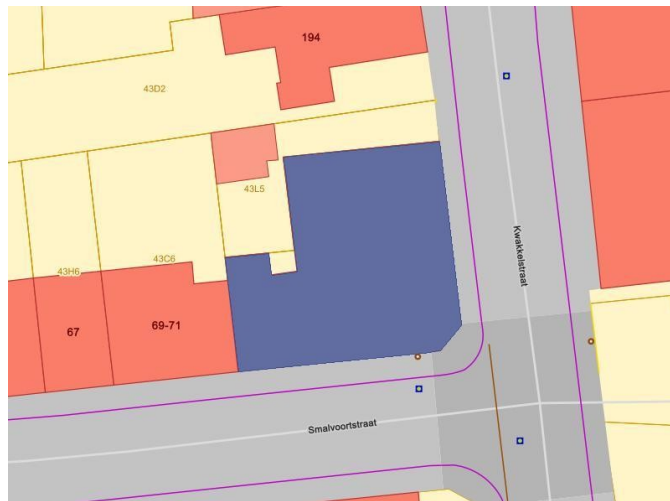 194
43D2
43L5
Kwakkelstraat
43H6
43C6
67
69-71
Smalvoortstraat